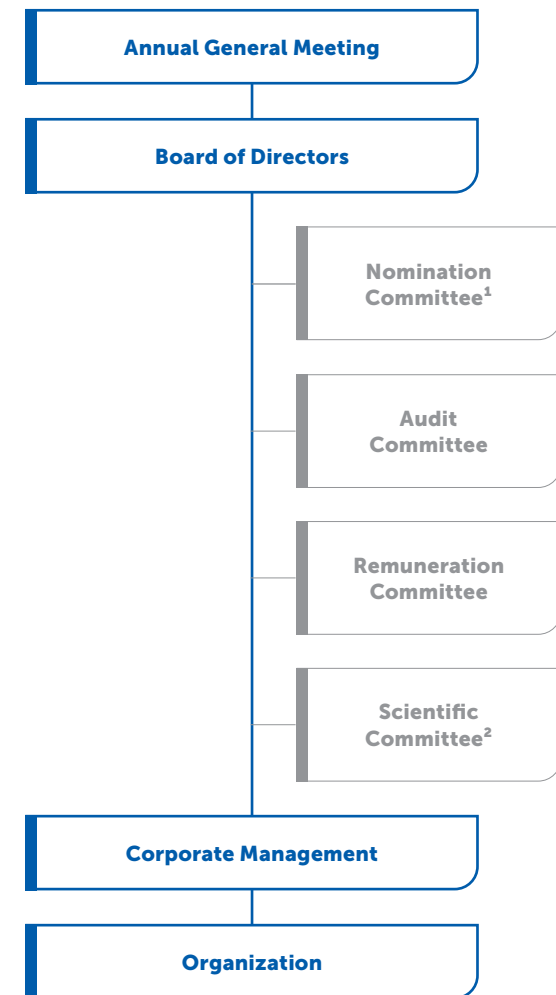 Annual General Meeting
Board of Directors
Nomination
Committee¹
Audit
Committee
Remuneration
Committee
Scientific
Committee²
Corporate Management
Organization